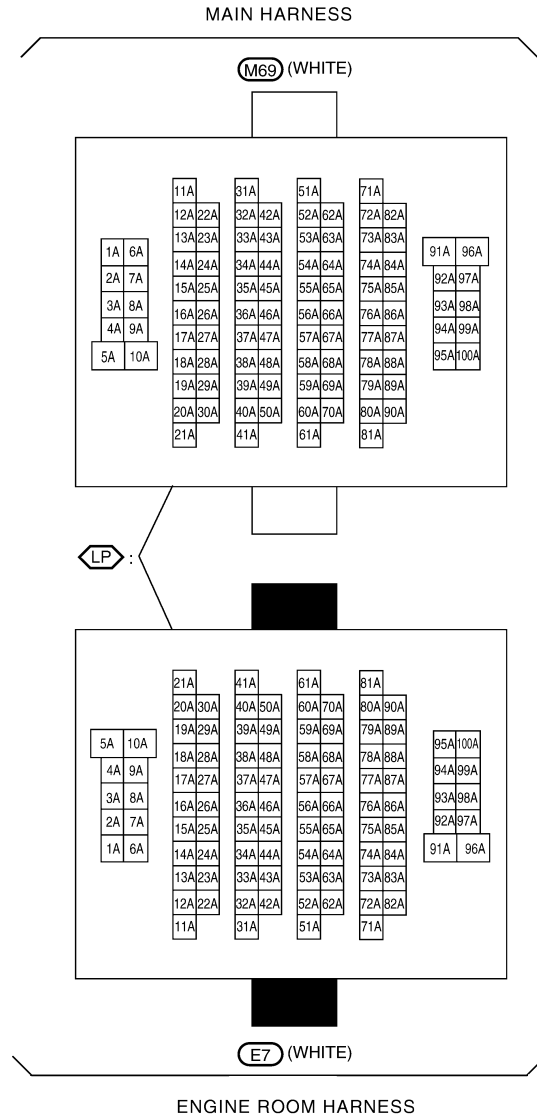 MAIN HARNESS
M69 (WHITE)
11A 31A 51A 71A
12A 22A 32A 42A 52A 62A 72A 82A
13A 23A 33A 43A 53A 63A 73A 83A
1A 6A 91A 96A
14A 24A 34A 44A 54A 64A 74A 84A
2A 7A 92A 97A
15A 25A 35A 45A 55A 65A 75A 85A
3A 8A 93A 98A
16A 26A 36A 46A 56A 66A 76A 86A
4A 9A 94A 99A
17A 27A 37A 47A 57A 67A 77A 87A
5A 10A 95A 100A
18A 28A 38A 48A 58A 68A 78A 88A
19A 29A 39A 49A 59A 69A 79A 89A
20A 30A 40A 50A 60A 70A 80A 90A
21A 41A 61A 81A
LP :
21A 41A 61A 81A
20A 30A 40A 50A 60A 70A 80A 90A
19A 29A 39A 49A 59A 69A 79A 89A
5A 10A 95A 100A
18A 28A 38A 48A 58A 68A 78A 88A
4A 9A 94A 99A
17A 27A 37A 47A 57A 67A 77A 87A
3A 8A 93A 98A
16A 26A 36A 46A 56A 66A 76A 86A
2A 7A 92A 97A
15A 25A 35A 45A 55A 65A 75A 85A
1A 6A 91A 96A
14A 24A 34A 44A 54A 64A 74A 84A
13A 23A 33A 43A 53A 63A 73A 83A
12A 22A 32A 42A 52A 62A 72A 82A
11A 31A 51A 71A
E7 (WHITE)
ENGINE ROOM HARNESS